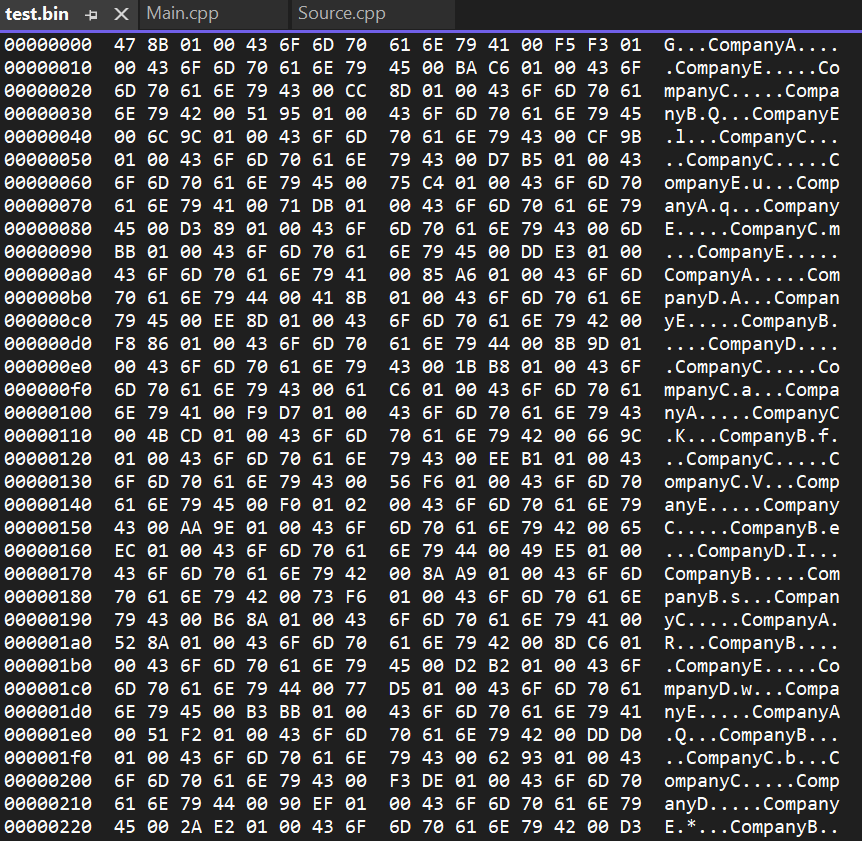 test.bin Main.cpp Source.cpp
00000000 47 8B 01 00 43 6F 6D 70 61 6E 79 41 00 F5 F3 01 G...CompanyA....
00000010 00 43 6F 6D 70 61 6E 79 45 00 BA C6 01 00 43 6F .CompanyE.....Co
00000020 6D 70 61 6E 79 43 00 CC 8D 01 00 43 6F 6D 70 61 mpanyC.....Compa
00000030 6E 79 42 00 51 95 01 00 43 6F 6D 70 61 6E 79 45 nyB.Q...CompanyE
00000040 00 6C 9C 01 00 43 6F 6D 70 61 6E 79 43 00 CF 9B .l...CompanyC...
00000050 01 00 43 6F 6D 70 61 6E 79 43 00 D7 B5 01 00 43 ..CompanyC.....C
00000060 6F 6D 70 61 6E 79 45 00 75 C4 01 00 43 6F 6D 70 ompanyE.u...Comp
00000070 61 6E 79 41 00 71 DB 01 00 43 6F 6D 70 61 6E 79 anyA.q...Company
00000080 45 00 D3 89 01 00 43 6F 6D 70 61 6E 79 43 00 6D E.....CompanyC.m
00000090 BB 01 00 43 6F 6D 70 61 6E 79 45 00 DD E3 01 00 ...CompanyE.....
000000a0 43 6F 6D 70 61 6E 79 41 00 85 A6 01 00 43 6F 6D CompanyA.....Com
000000b0 70 61 6E 79 44 00 41 8B 01 00 43 6F 6D 70 61 6E panyD.A...Compan
000000c0 79 45 00 EE 8D 01 00 43 6F 6D 70 61 6E 79 42 00 yE.....CompanyB.
000000d0 F8 86 01 00 43 6F 6D 70 61 6E 79 44 00 8B 9D 01 ....CompanyD....
000000e0 00 43 6F 6D 70 61 6E 79 43 00 1B B8 01 00 43 6F .CompanyC.....Co
000000f0 6D 70 61 6E 79 43 00 61 C6 01 00 43 6F 6D 70 61 mpanyC.a...Compa
00000100 6E 79 41 00 F9 D7 01 00 43 6F 6D 70 61 6E 79 43 nyA.....CompanyC
00000110 00 4B CD 01 00 43 6F 6D 70 61 6E 79 42 00 66 9C .K...CompanyB.f.
00000120 01 00 43 6F 6D 70 61 6E 79 43 00 EE B1 01 00 43 ..CompanyC.....C
00000130 6F 6D 70 61 6E 79 43 00 56 F6 01 00 43 6F 6D 70 ompanyC.V...Comp
00000140 61 6E 79 45 00 F0 01 02 00 43 6F 6D 70 61 6E 79 anyE.....Company
00000150 43 00 AA 9E 01 00 43 6F 6D 70 61 6E 79 42 00 65 C.....CompanyB.e
00000160 EC 01 00 43 6F 6D 70 61 6E 79 44 00 49 E5 01 00 ...CompanyD.I...
00000170 43 6F 6D 70 61 6E 79 42 00 8A A9 01 00 43 6F 6D CompanyB.....Com
00000180 70 61 6E 79 42 00 73 F6 01 00 43 6F 6D 70 61 6E panyB.s...Compan
00000190 79 43 00 B6 8A 01 00 43 6F 6D 70 61 6E 79 41 00 yC.....CompanyA.
000001a0 52 8A 01 00 43 6F 6D 70 61 6E 79 42 00 8D C6 01 R...CompanyB....
000001b0 00 43 6F 6D 70 61 6E 79 45 00 D2 B2 01 00 43 6F .CompanyE.....Co
000001c0 6D 70 61 6E 79 44 00 77 D5 01 00 43 6F 6D 70 61 mpanyD.w...Compa
000001d0 6E 79 45 00 B3 BB 01 00 43 6F 6D 70 61 6E 79 41 nyE.....CompanyA
000001e0 00 51 F2 01 00 43 6F 6D 70 61 6E 79 42 00 DD D0 .Q...CompanyB...
000001f0 01 00 43 6F 6D 70 61 6E 79 43 00 62 93 01 00 43 ..CompanyC.b...C
00000200 6F 6D 70 61 6E 79 43 00 F3 DE 01 00 43 6F 6D 70 ompanyC.....Comp
00000210 61 6E 79 44 00 90 EF 01 00 43 6F 6D 70 61 6E 79 anyD.....Company
00000220 45 00 2A E2 01 00 43 6F 6D 70 61 6E 79 42 00 D3 E.*...CompanyB..